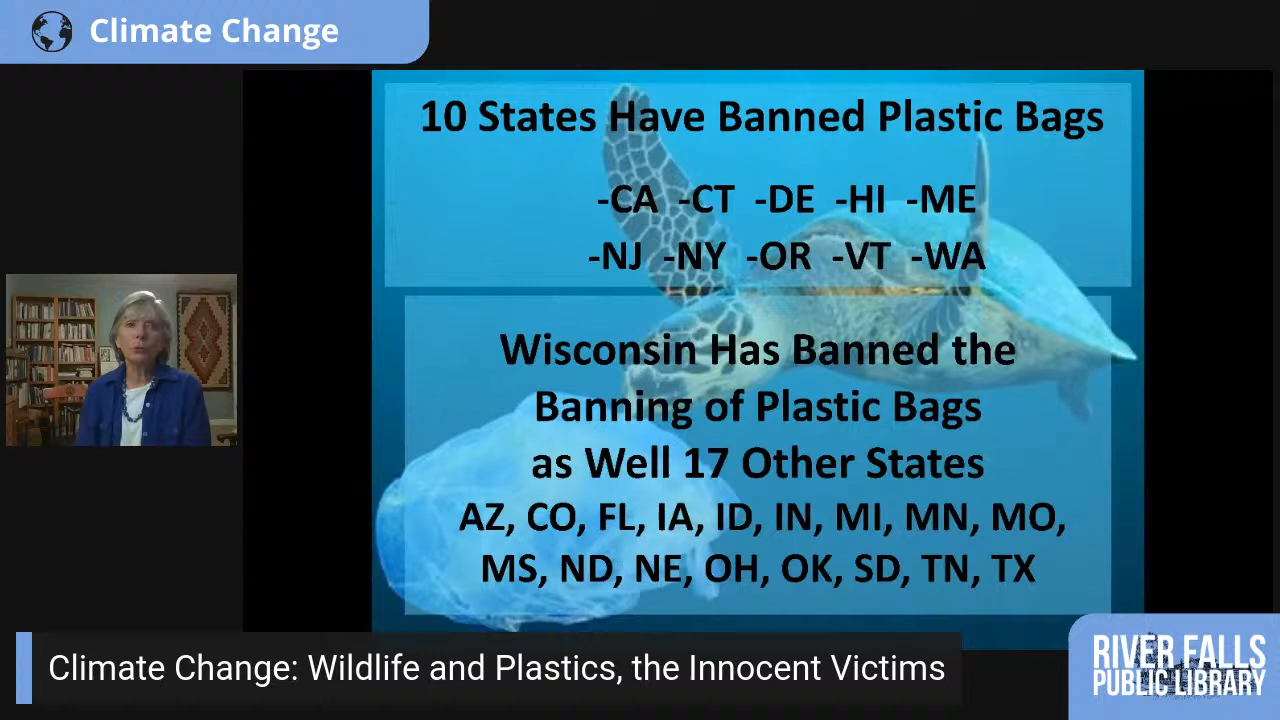 Climate Change
10 States Have Banned Plastic Bags
-CA -CT -DE -HI -ME
-NJ -NY -OR -VT -WA
Wisconsin Has Banned the
Banning of Plastic Bags
as Well 17 Other States
AZ, CO, FL, IA, ID, IN, MI, MN, MO,
MS, ND, NE, OH, OK, SD, TN, TX
Climate Change: Wildlife and Plastics, the Innocent Victims
RIVER FALLS
PUBLIC LIBRARY